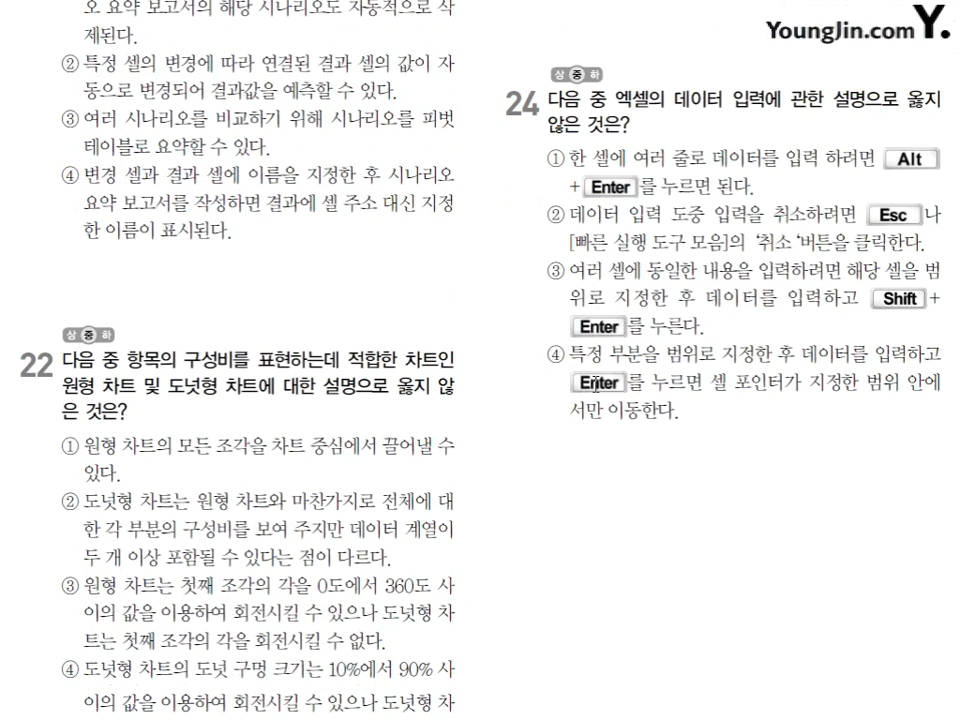 오 요약 보고서의 해당 시나리오도 자동적으로 삭
제된다.
② 특정 셀의 변경에 따라 연결된 결과 셀의 값이 자
동으로 변경되어 결과값을 예측할 수 있다.
③ 여러 시나리오를 비교하기 위해 시나리오를 피벗
테이블로 요약할 수 있다.
④ 변경 셀과 결과 셀에 이름을 지정한 후 시나리오
요약 보고서를 작성하면 결과에 셀 주소 대신 지정
한 이름이 표시된다.
상 중 하
22 다음 중 항목의 구성비를 표현하는데 적합한 차트인
원형 차트 및 도넛형 차트에 대한 설명으로 옳지 않
은 것은?
① 원형 차트의 모든 조각을 차트 중심에서 끌어낼 수
있다.
② 도넛형 차트는 원형 차트와 마찬가지로 전체에 대
한 각 부분의 구성비를 보여 주지만 데이터 계열이
두 개 이상 포함될 수 있다는 점이 다르다.
③ 원형 차트는 첫째 조각의 각을 0도에서 360도 사
이의 값을 이용하여 회전시킬 수 있으나 도넛형 차
트는 첫째 조각의 각을 회전시킬 수 없다.
④ 도넛형 차트의 도넛 구멍 크기는 10%에서 90% 사
이의 값을 이용하여 회전시킬 수 있으나 도넛형 차
YoungJin.com Y.
상 중 하
24 다음 중 엑셀의 데이터 입력에 관한 설명으로 옳지
않은 것은?
① 한 셀에 여러 줄로 데이터를 입력 하려면 Alt
+ Enter 를 누르면 된다.
② 데이터 입력 도중 입력을 취소하려면 Esc 나
[빠른 실행 도구 모음]의 '취소 '버튼을 클릭한다.
③ 여러 셀에 동일한 내용을 입력하려면 해당 셀을 범
위로 지정한 후 데이터를 입력하고 Shift +
Enter 를 누른다.
④ 특정 부분을 범위로 지정한 후 데이터를 입력하고
Enter 를 누르면 셀 포인터가 지정한 범위 안에
서만 이동한다.